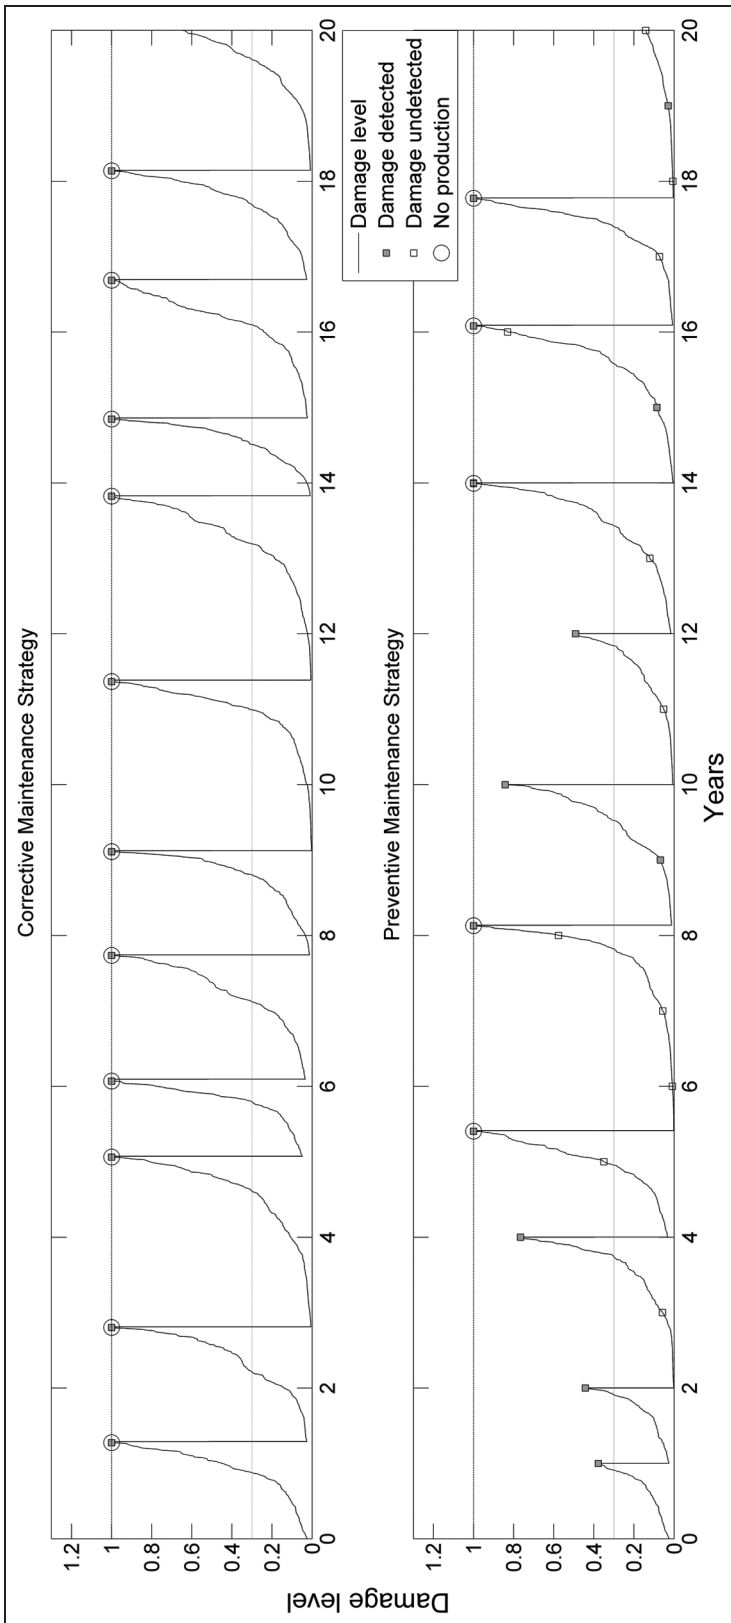 Corrective Maintenance Strategy
1.2
1
0.8
0.6
0.4
0.2
0
0 2 4 6 8 10 12 14 16 18 20
Damage level
Damage level
Damage detected
Damage undetected
No production
Preventive Maintenance Strategy
1.2
1
0.8
0.6
0.4
0.2
0
0 2 4 6 8 10 12 14 16 18 20
Years